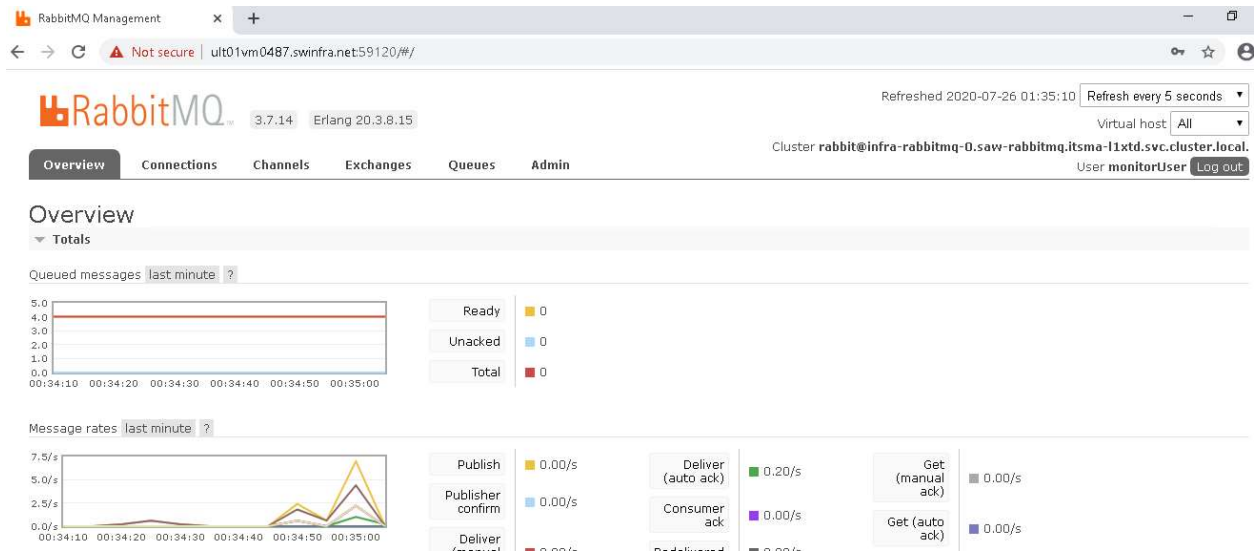 RabbitMQ Management
Not secure | ult01vm0487.swinfra.net:59120/#/
RabbitMQ 3.7.14 Erlang 20.3.8.15
Refreshed 2020-07-26 01:35:10 Refresh every 5 seconds
Virtual host All
Cluster rabbit@infra-rabbitmq-0.saw-rabbitmq.itsma-l1xtd.svc.cluster.local.
User monitorUser Log out
Overview Connections Channels Exchanges Queues Admin
Overview
Totals
Queued messages last minute ?
5.0
4.0
3.0
2.0
1.0
0.0
00:34:10 00:34:20 00:34:30 00:34:40 00:34:50 00:35:00
Ready 0
Unacked 0
Total 0
Message rates last minute ?
7.5/s
5.0/s
2.5/s
0.0/s
00:34:10 00:34:20 00:34:30 00:34:40 00:34:50 00:35:00
Publish 0.00/s
Publisher
confirm 0.00/s
Deliver
(manual 0.00/s
Deliver
(auto ack) 0.20/s
Consumer
ack 0.00/s
Redelivered 0.00/s
Get
(manual
ack) 0.00/s
Get (auto
ack) 0.00/s